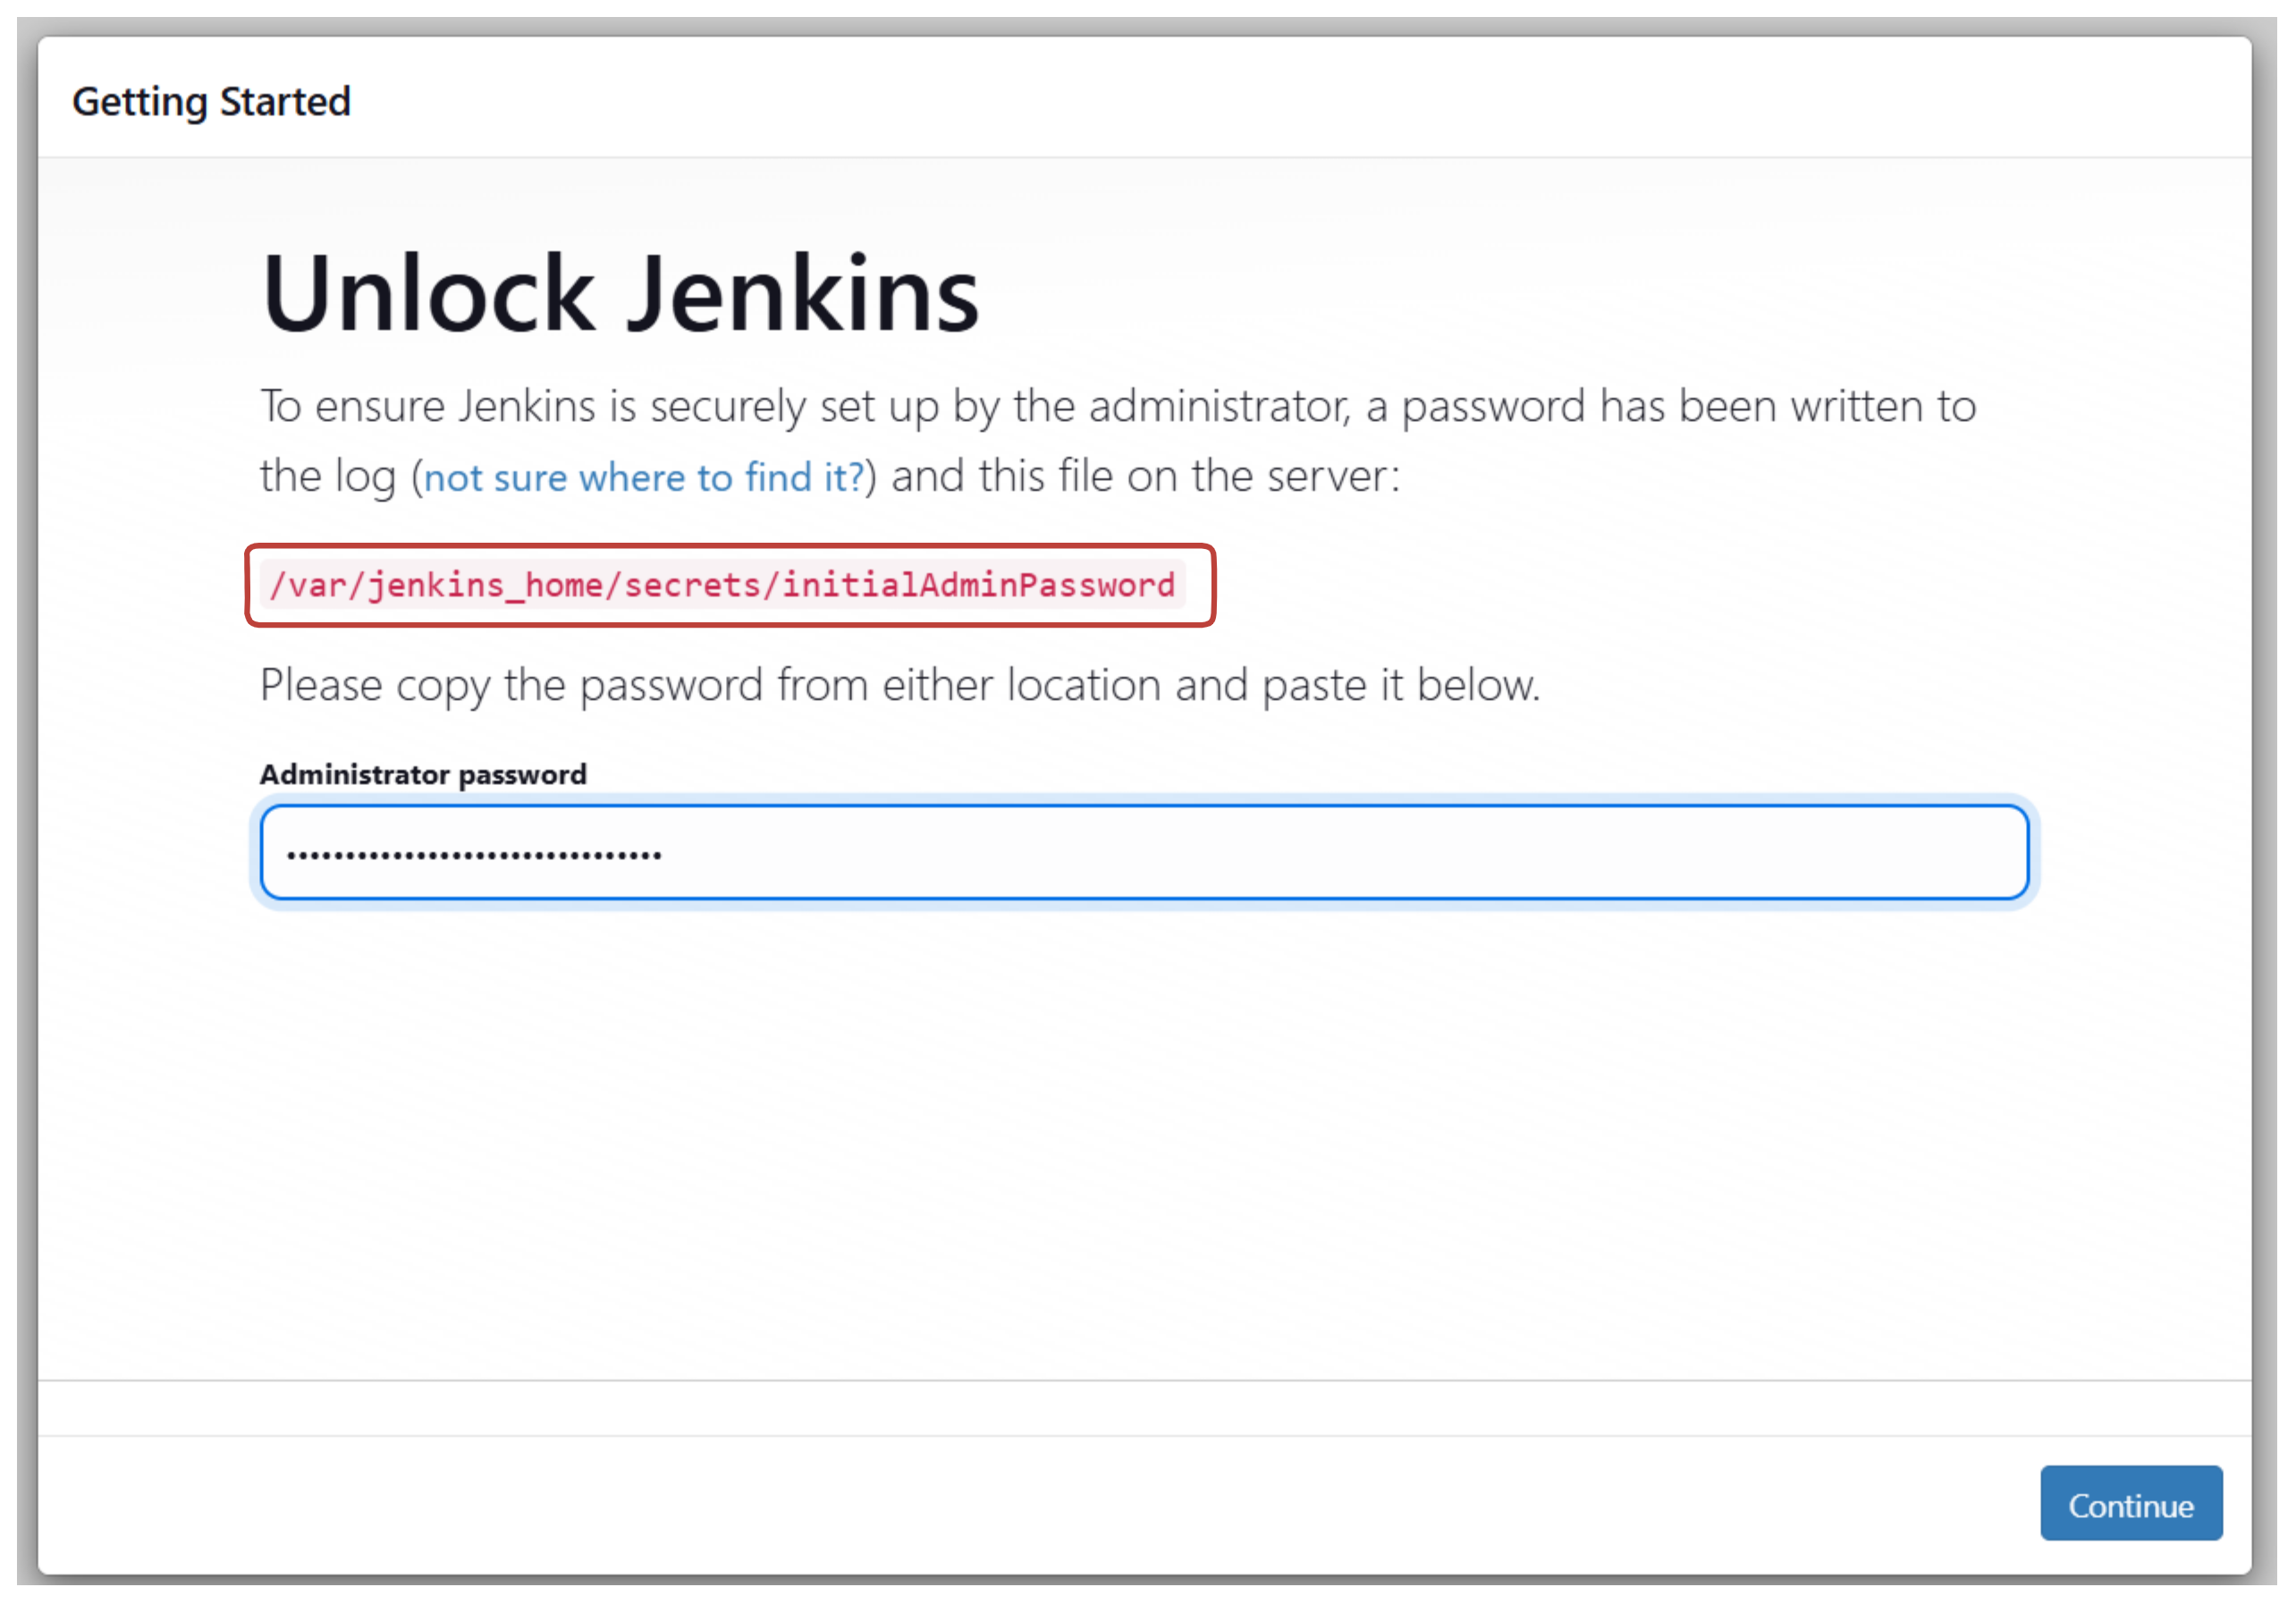 Getting Started
Unlock Jenkins
To ensure Jenkins is securely set up by the administrator, a password has been written to
the log (not sure where to find it?) and this file on the server:
/var/jenkins_home/secrets/initialAdminPassword
Please copy the password from either location and paste it below.
Administrator password
••••••••••••••••••••••••••••••••
Continue